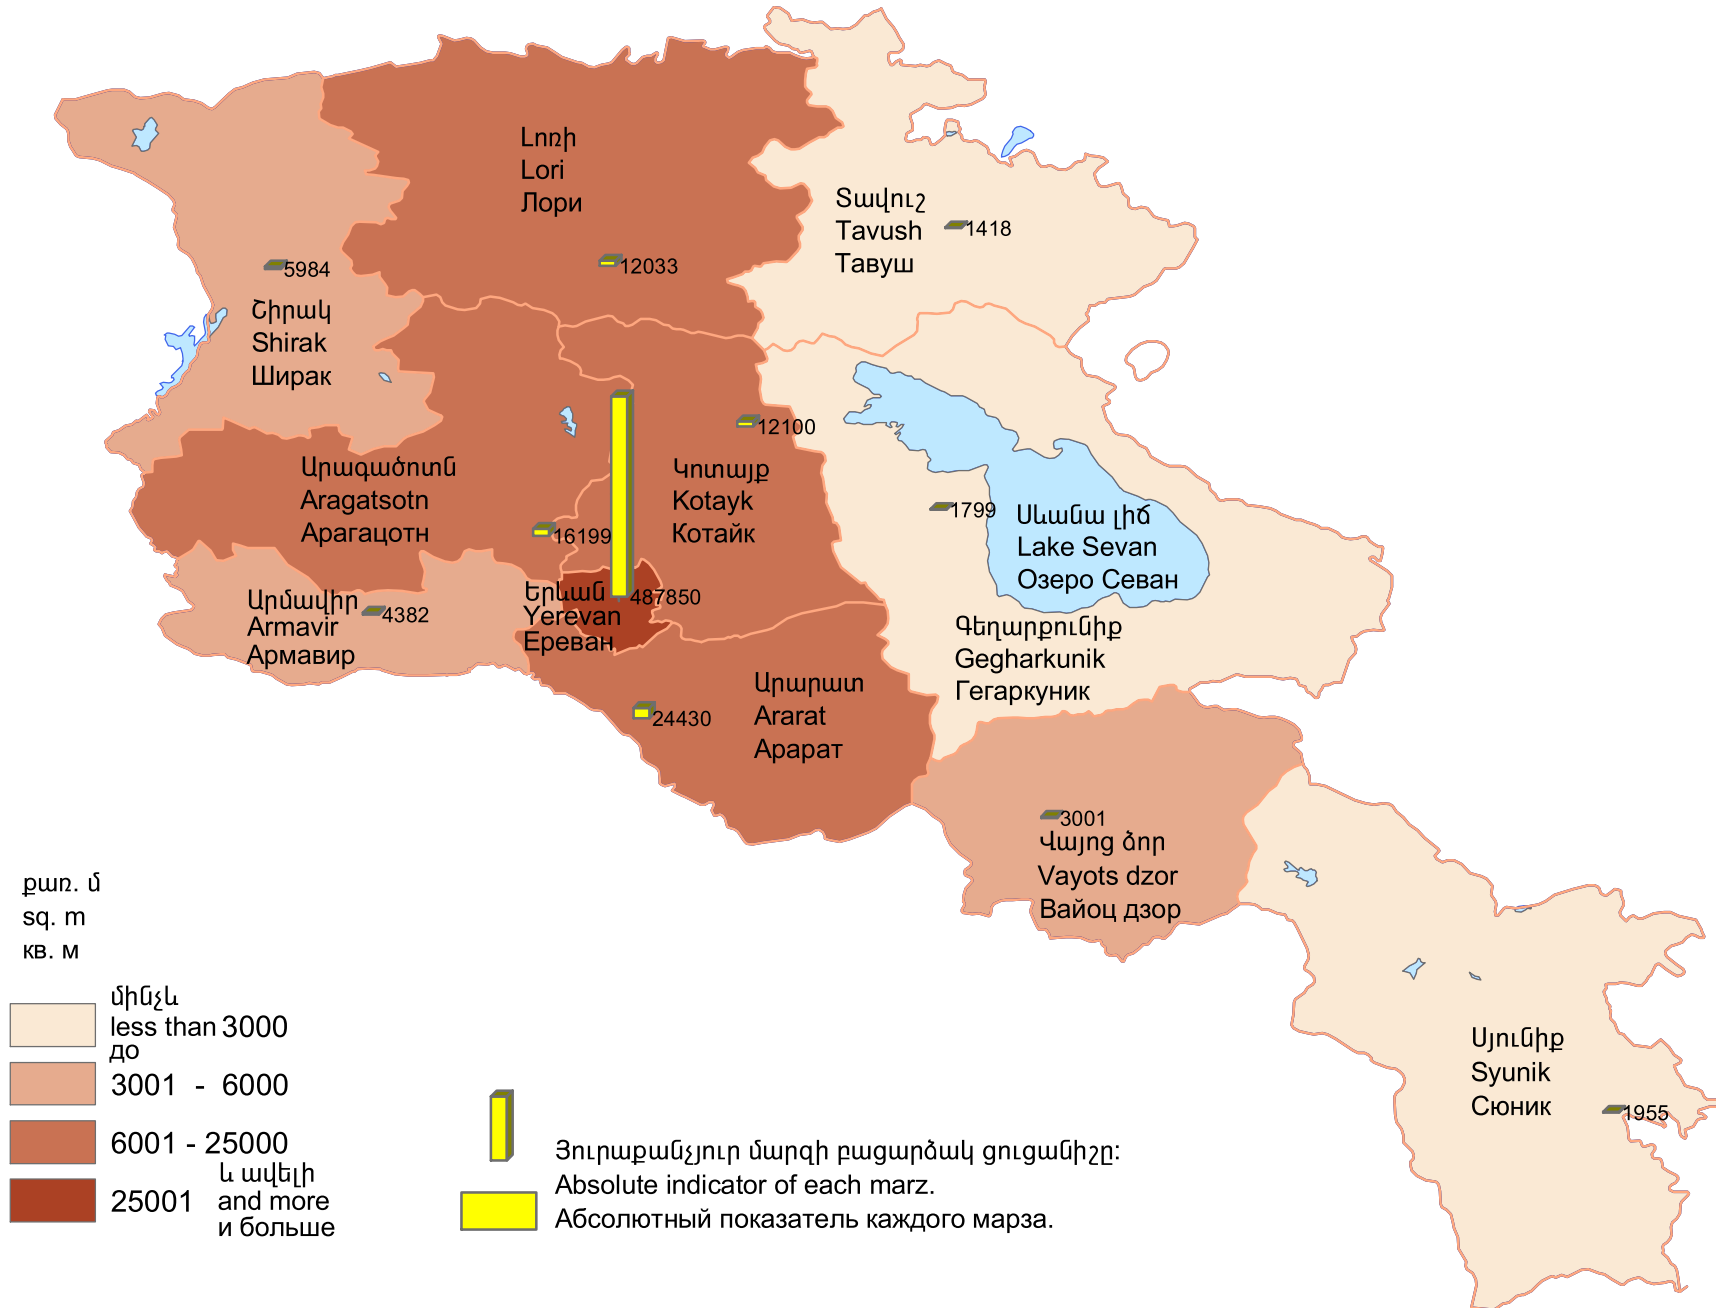 Լոռի
Lori
Лори
12033
Տավուշ
Tavush
Тавуш
1418
5984
Շիրակ
Shirak
Ширак
12100
Կոտայք
Kotayk
Котайк
Արագածոտն
Aragatsotn
Арагацотн
16199
1799
Սևանա լիճ
Lake Sevan
Озеро Севан
Գեղարքունիք
Gegharkunik
Гегаркуник
Արմավիր
Armavir
Армавир
4382
Երևան
Yerevan
Ереван
487850
Արարատ
Ararat
Арарат
24430
3001
Վայոց ձոր
Vayots dzor
Вайоц дзор
Սյունիք
Syunik
Сюник
1955
քառ. մ
sq. m
кв. м
մինչև
less than 3000
до
3001 - 6000
6001 - 25000
և ավելի
25001 and more
и больше
Յուրաքանչյուր մարզի բացարձակ ցուցանիշը:
Absolute indicator of each marz.
Абсолютный показатель каждого марза.